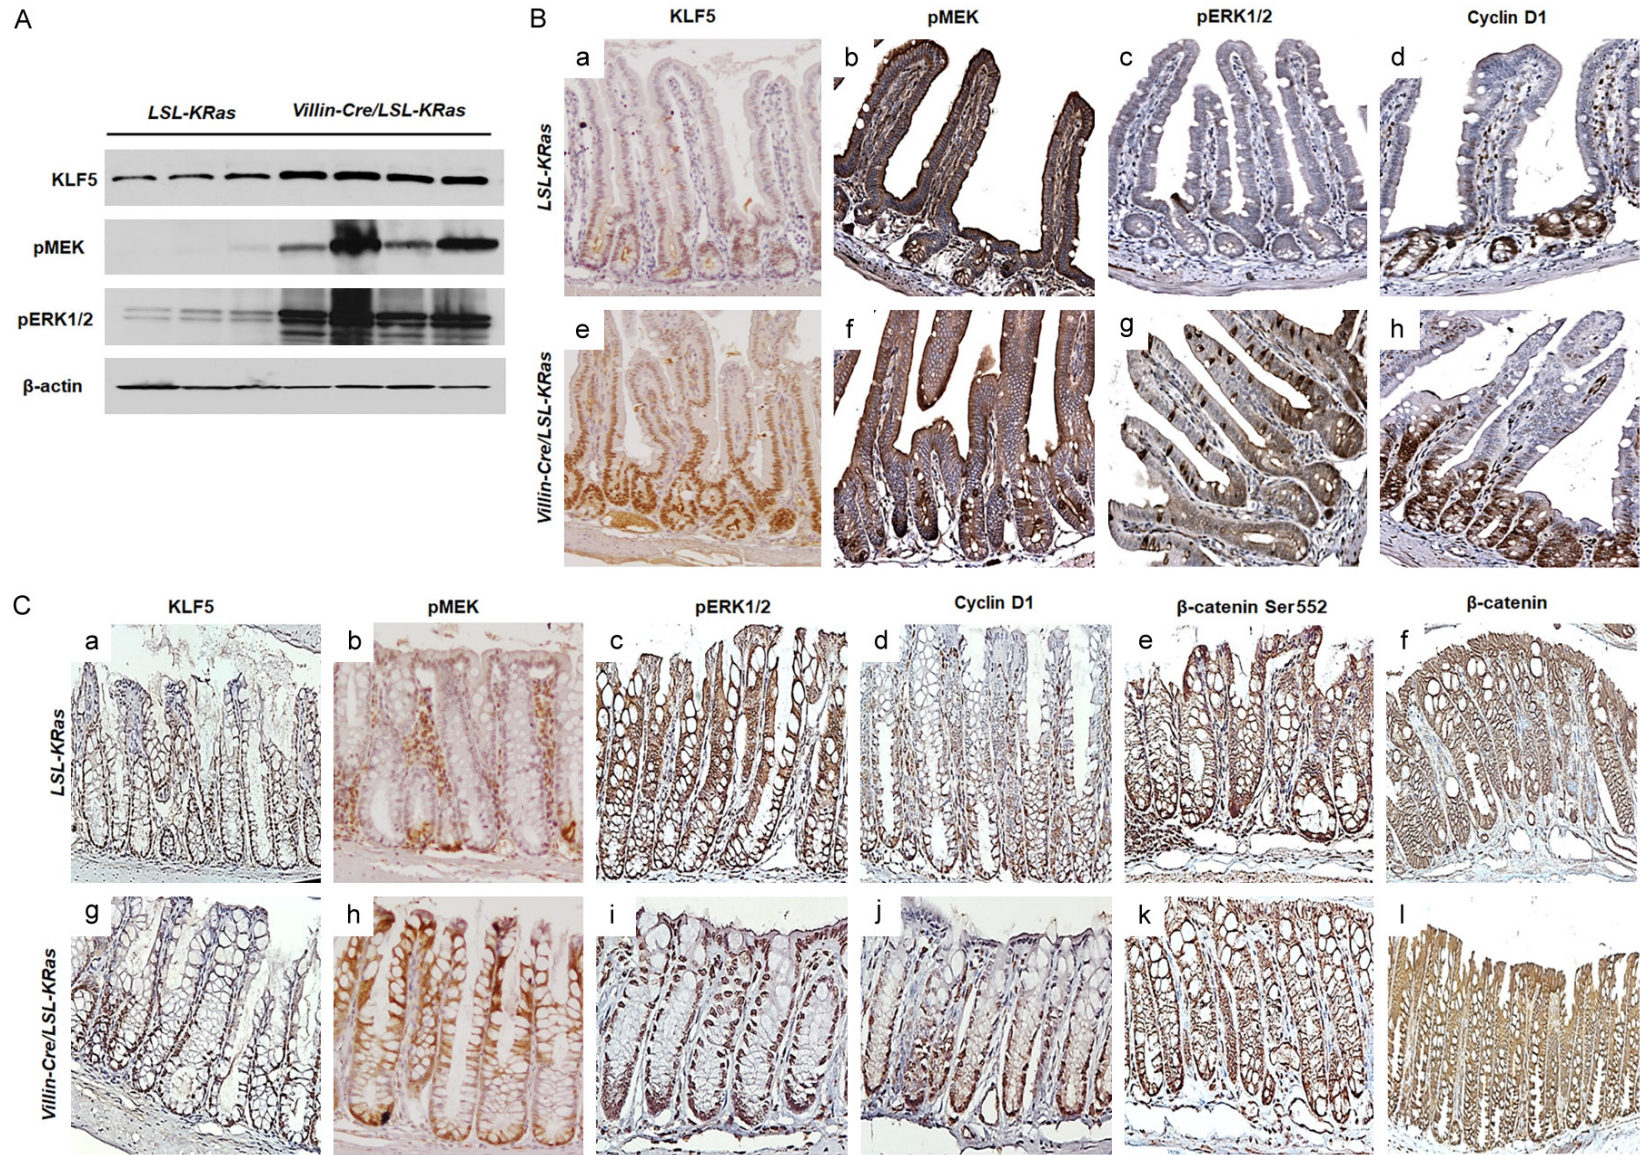 A
LSL-KRas
Villin-Cre/LSL-KRas
KLF5
pMEK
pERK1/2
β-actin
B
KLF5
pMEK
pERK1/2
Cyclin D1
LSL-KRas
a
b
c
d
Villin-Cre/LSL-KRas
e
f
g
h
C
KLF5
pMEK
pERK1/2
Cyclin D1
β-catenin Ser552
β-catenin
LSL-KRas
a
b
c
d
e
f
Villin-Cre/LSL-KRas
g
h
i
j
k
l